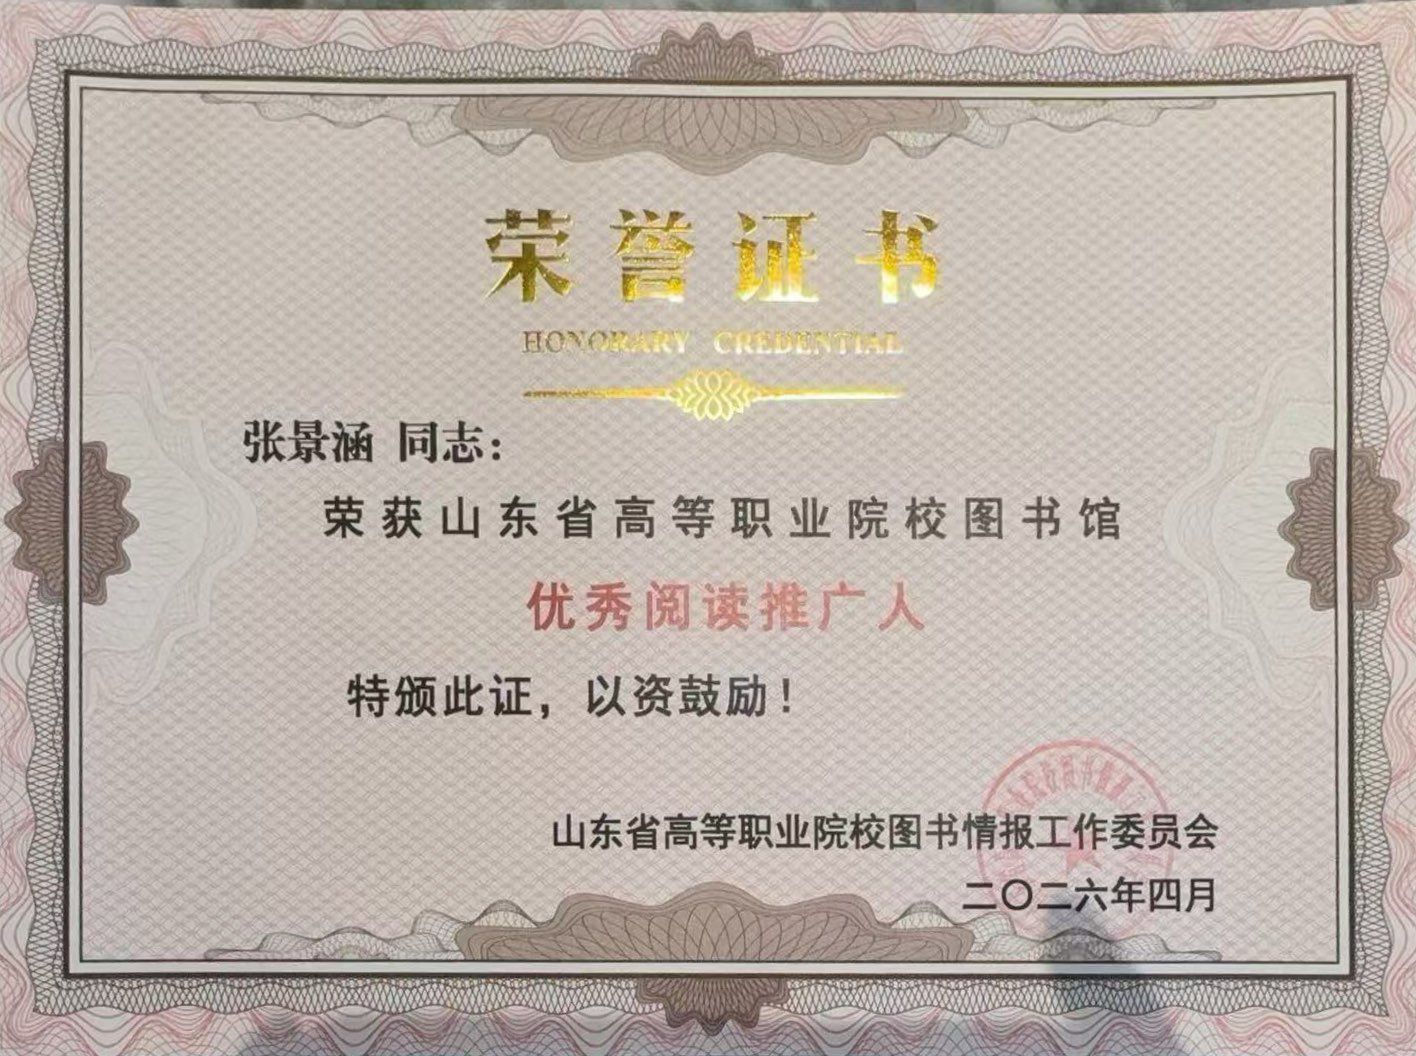 荣誉证书
HONORARY CREDENTIAL
张景涵 同志：
荣获山东省高等职业院校图书馆
优秀阅读推广人
特颁此证，以资鼓励！
山东省高等职业院校图书情报工作委员会
二〇二六年四月